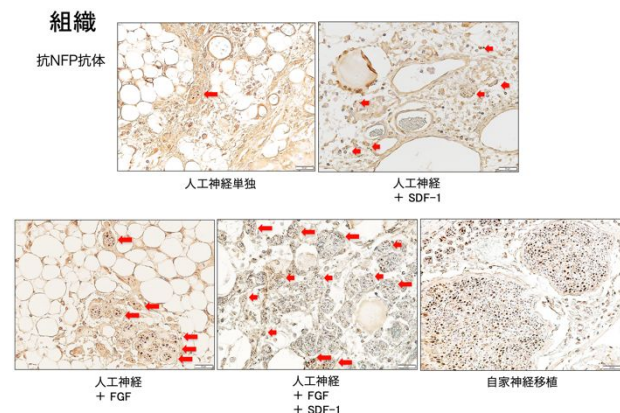 組織
抗NFP抗体
人工神経単独
人工神経
+ SDF-1
人工神経
+ FGF
人工神経
+ FGF
+ SDF-1
自家神経移植